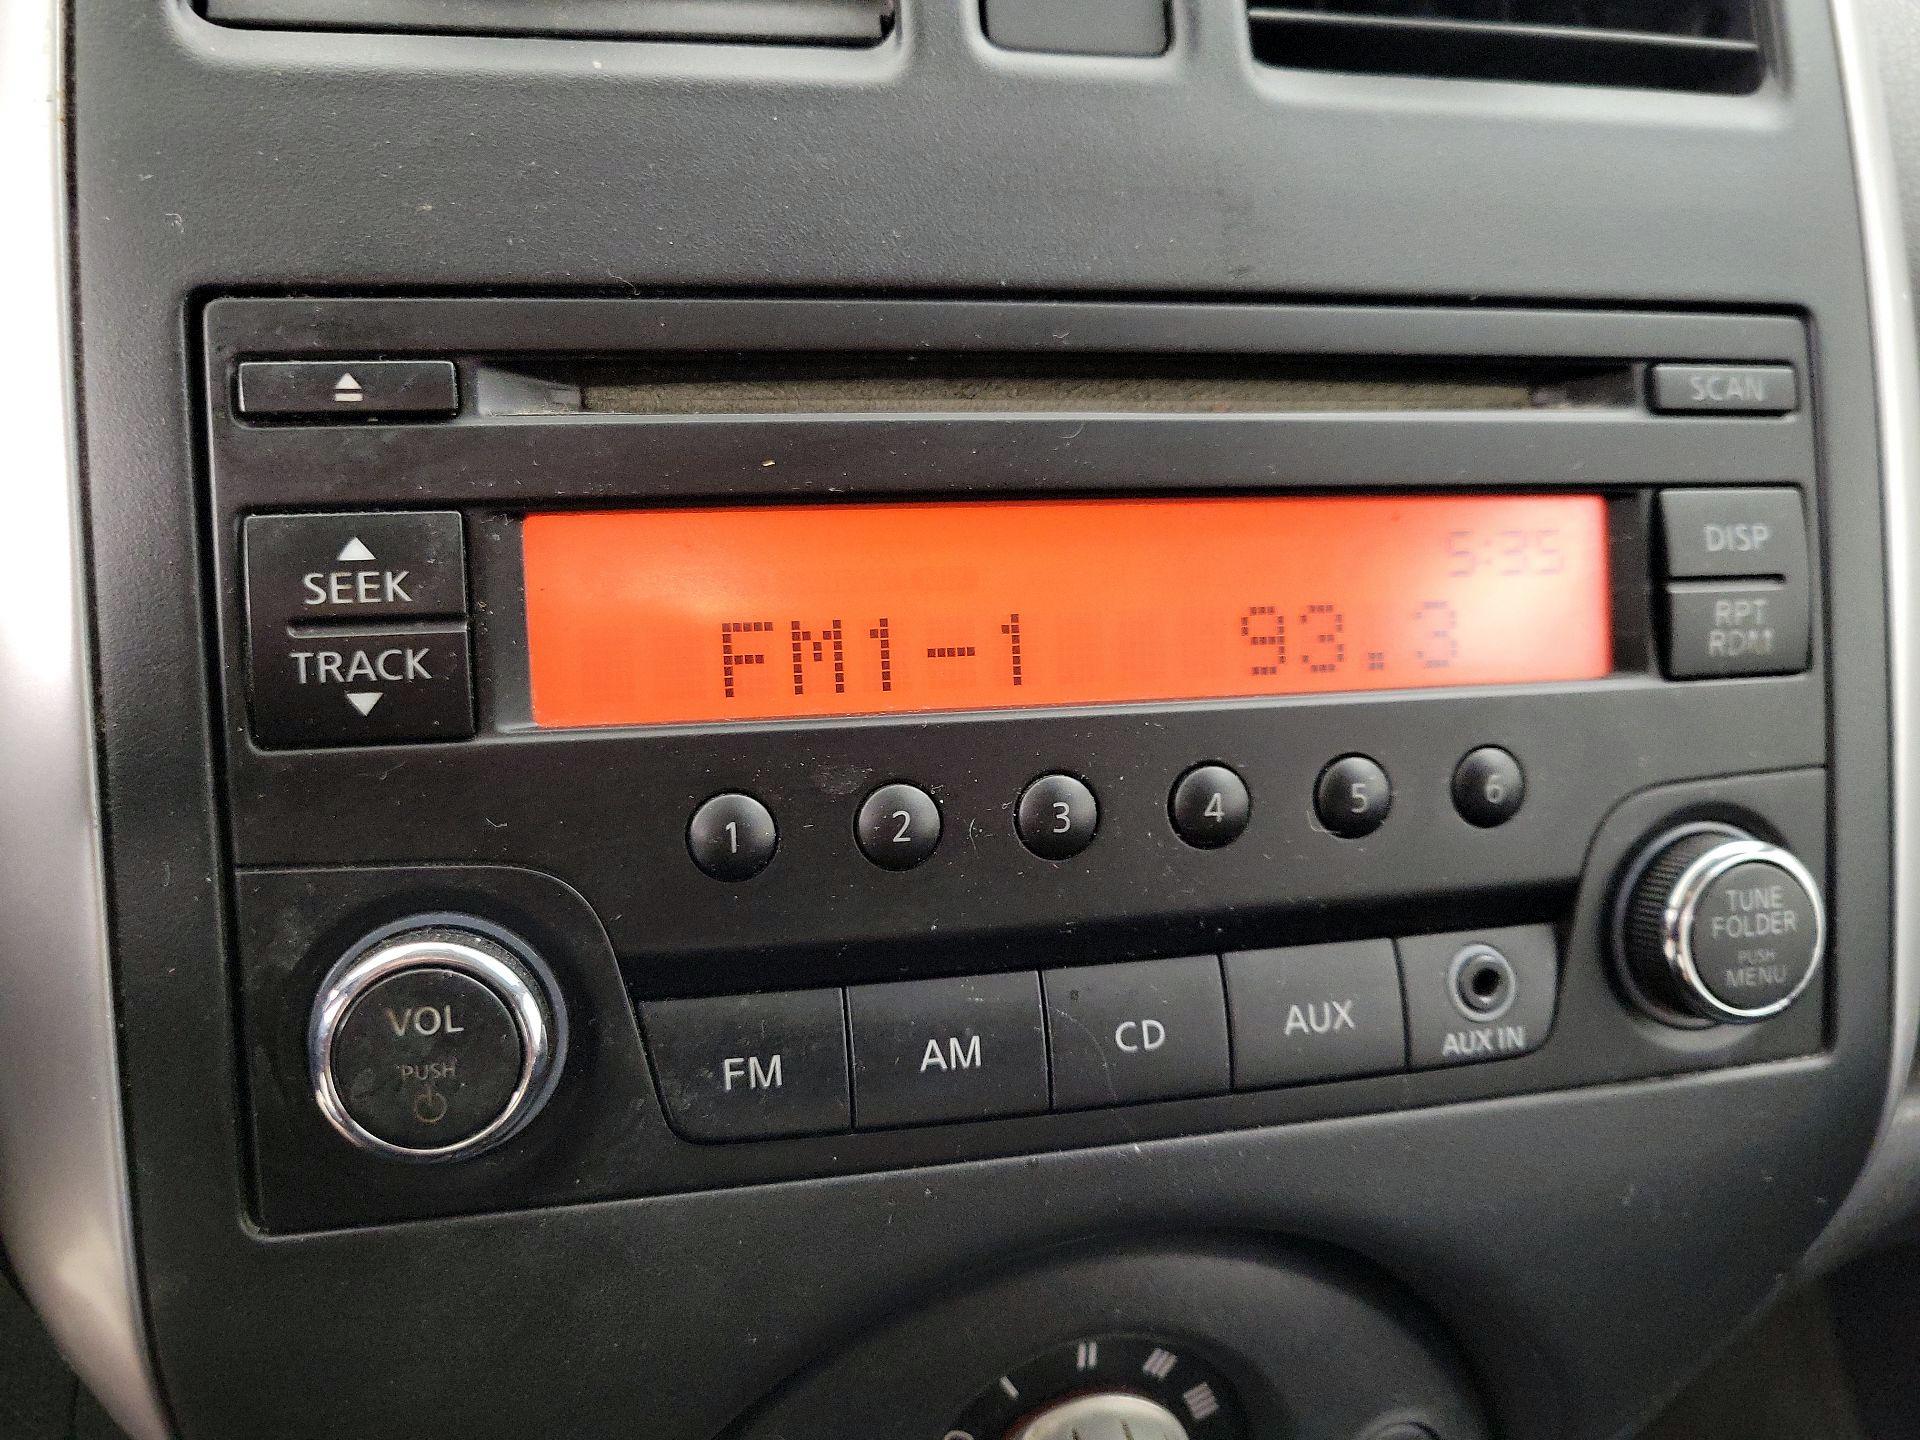 SCAN
5:35
SEEK
TRACK
FM1-1 93.3
DISP
RPT
RDM
1 2 3 4 5 6
VOL
PUSH
FM AM CD AUX
AUX IN
TUNE
FOLDER
PUSH
MENU